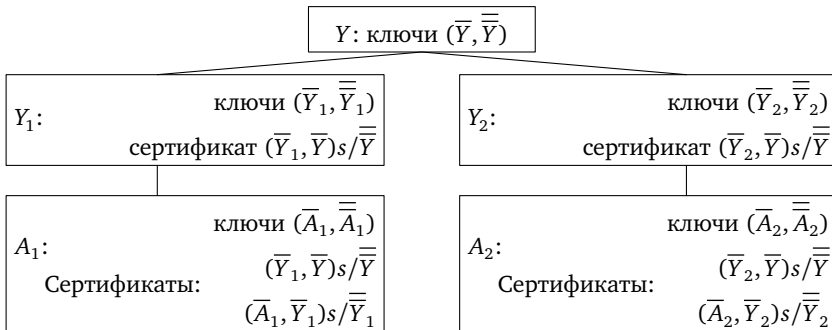 Y: ключи (Y̅, Y̿)
ключи (Y̅₁, Y̿₁)
Y₁:
сертификат (Y̅₁, Y̅)s/Y̿
ключи (Y̅₂, Y̿₂)
Y₂:
сертификат (Y̅₂, Y̅)s/Y̿
ключи (A̅₁, A̿₁)
A₁:
(Y̅₁, Y̅)s/Y̿
Сертификаты:
(A̅₁, Y̅₁)s/Y̿₁
ключи (A̅₂, A̿₂)
A₂:
(Y̅₂, Y̅)s/Y̿
Сертификаты:
(A̅₂, Y̅₂)s/Y̿₂